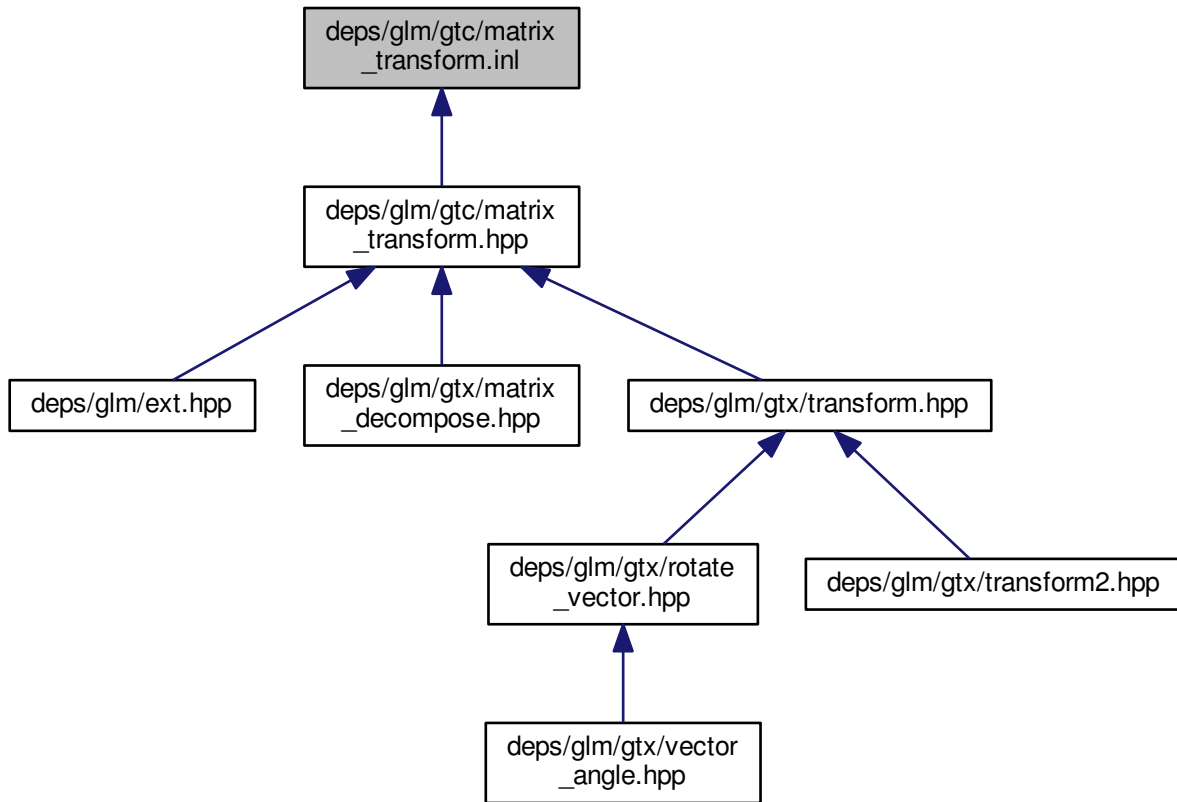 deps/glm/gtc/matrix
_transform.inl
deps/glm/gtc/matrix
_transform.hpp
deps/glm/ext.hpp
deps/glm/gtx/matrix
_decompose.hpp
deps/glm/gtx/transform.hpp
deps/glm/gtx/rotate
_vector.hpp
deps/glm/gtx/transform2.hpp
deps/glm/gtx/vector
_angle.hpp